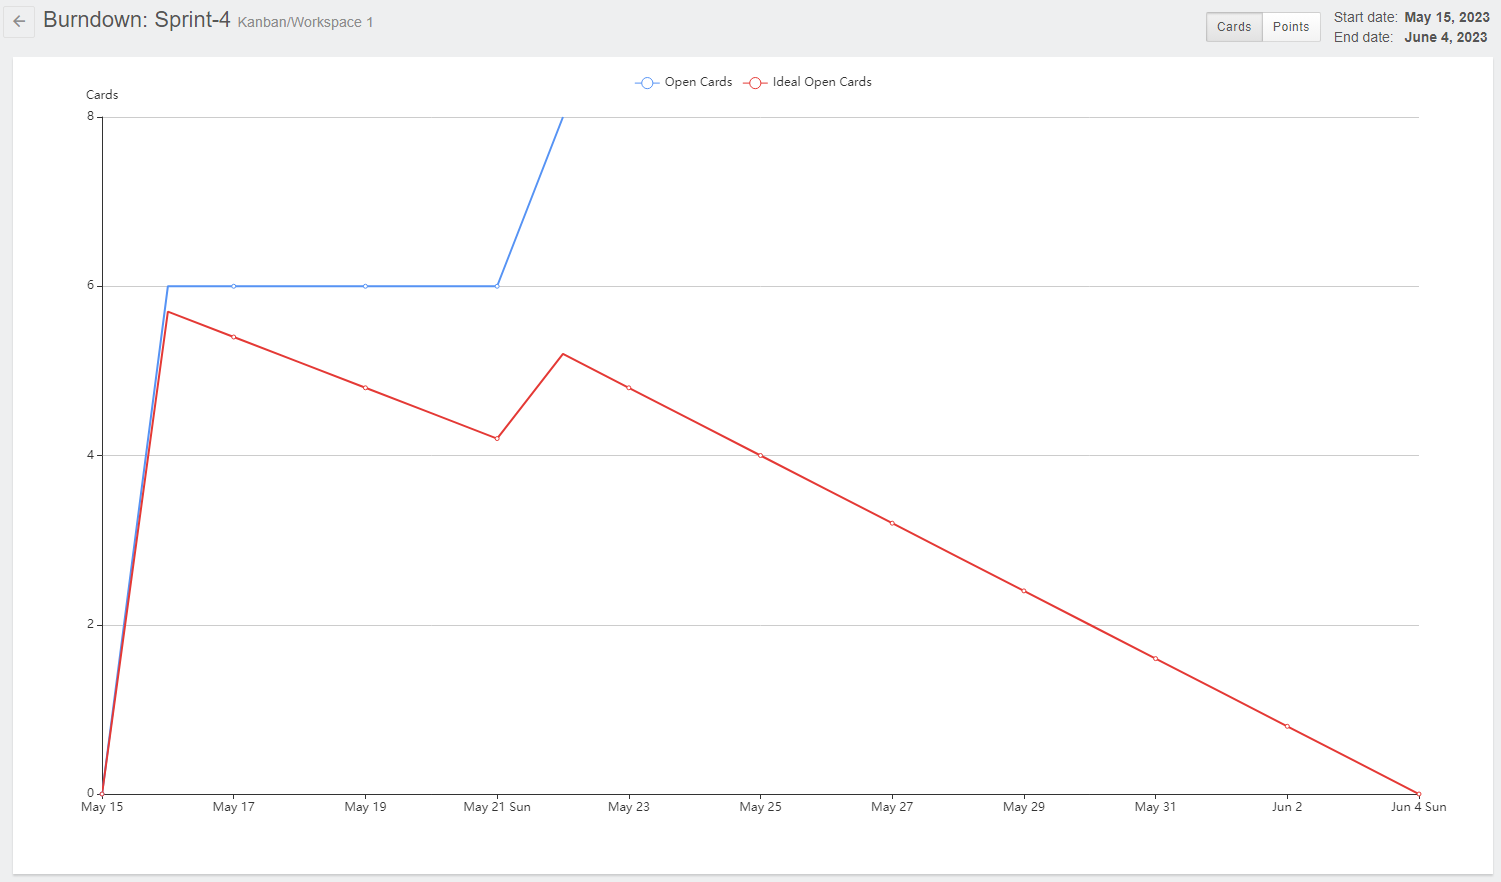 Burndown: Sprint-4 Kanban/Workspace 1
Cards Points
Start date: May 15, 2023
End date: June 4, 2023
Open Cards Ideal Open Cards
Cards
8
6
4
2
0
May 15 May 17 May 19 May 21 Sun May 23 May 25 May 27 May 29 May 31 Jun 2 Jun 4 Sun